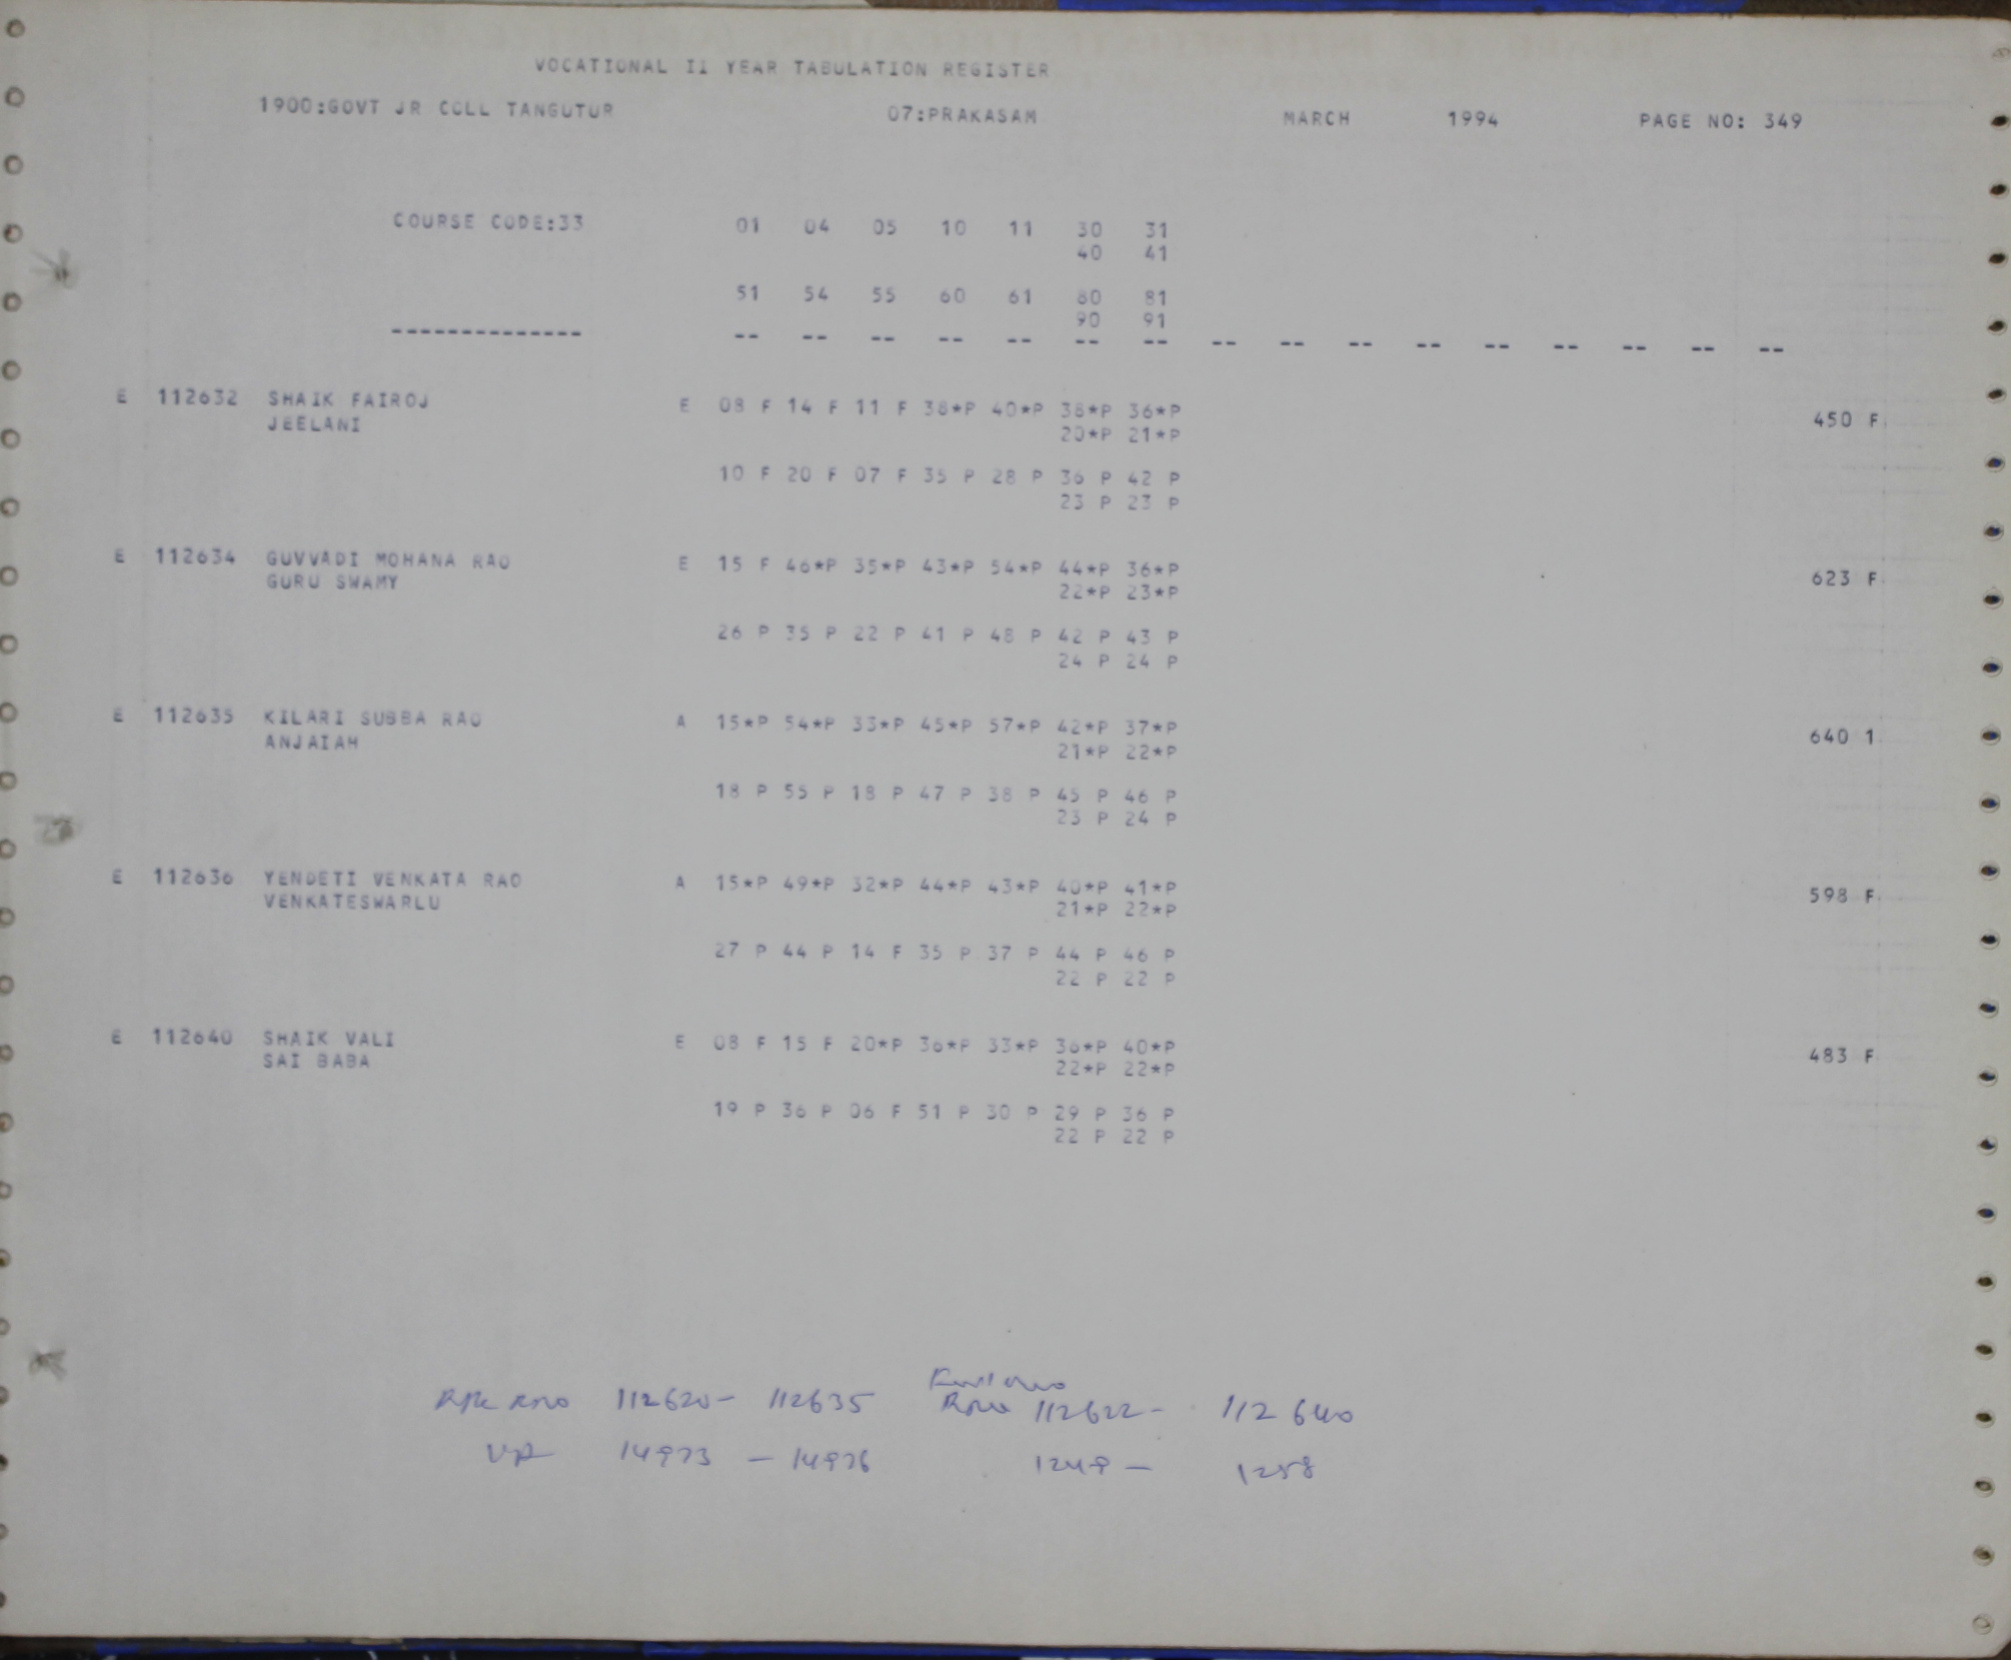 VOCATIONAL II YEAR TABULATION REGISTER
1900:GOVT JR COLL TANGUTUR 07:PRAKASAM MARCH 1994 PAGE NO: 349
COURSE CODE:33 01 04 05 10 11 30 31
40 41
51 54 55 60 61 80 81
90 91
-------------- -- -- -- -- -- -- -- -- -- -- -- -- -- -- -- --
E 112632 SHAIK FAIROJ E 08 F 14 F 11 F 38*P 40*P 38*P 36*P 450 F
JEELANI 20*P 21*P
10 F 20 F 07 F 35 P 28 P 36 P 42 P
23 P 23 P
E 112634 GUVVADI MOHANA RAO E 15 F 46*P 35*P 43*P 54*P 44*P 36*P 623 F
GURU SWAMY 22*P 23*P
26 P 35 P 22 P 41 P 48 P 42 P 43 P
24 P 24 P
E 112635 KILARI SUBBA RAO A 15*P 54*P 33*P 45*P 57*P 42*P 37*P 640 1
ANJAIAH 21*P 22*P
18 P 55 P 18 P 47 P 38 P 45 P 46 P
23 P 24 P
E 112636 YENDETI VENKATA RAO A 15*P 49*P 32*P 44*P 43*P 40*P 41*P 598 F
VENKATESWARLU 21*P 22*P
27 P 44 P 14 F 35 P 37 P 44 P 46 P
22 P 22 P
E 112640 SHAIK VALI E 08 F 15 F 20*P 36*P 33*P 36*P 40*P 483 F
SAI BABA 22*P 22*P
19 P 36 P 06 F 51 P 30 P 29 P 36 P
22 P 22 P
112620- 112635 112622- 112640
14973 - 14976 1249 - 1258